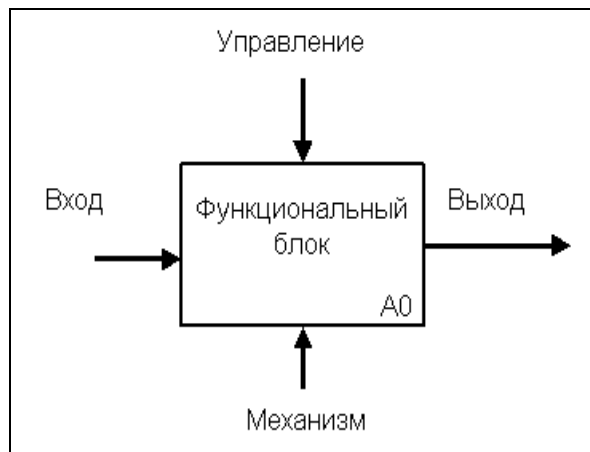 Управление
Вход
Функциональный
блок
Выход
A0
Механизм